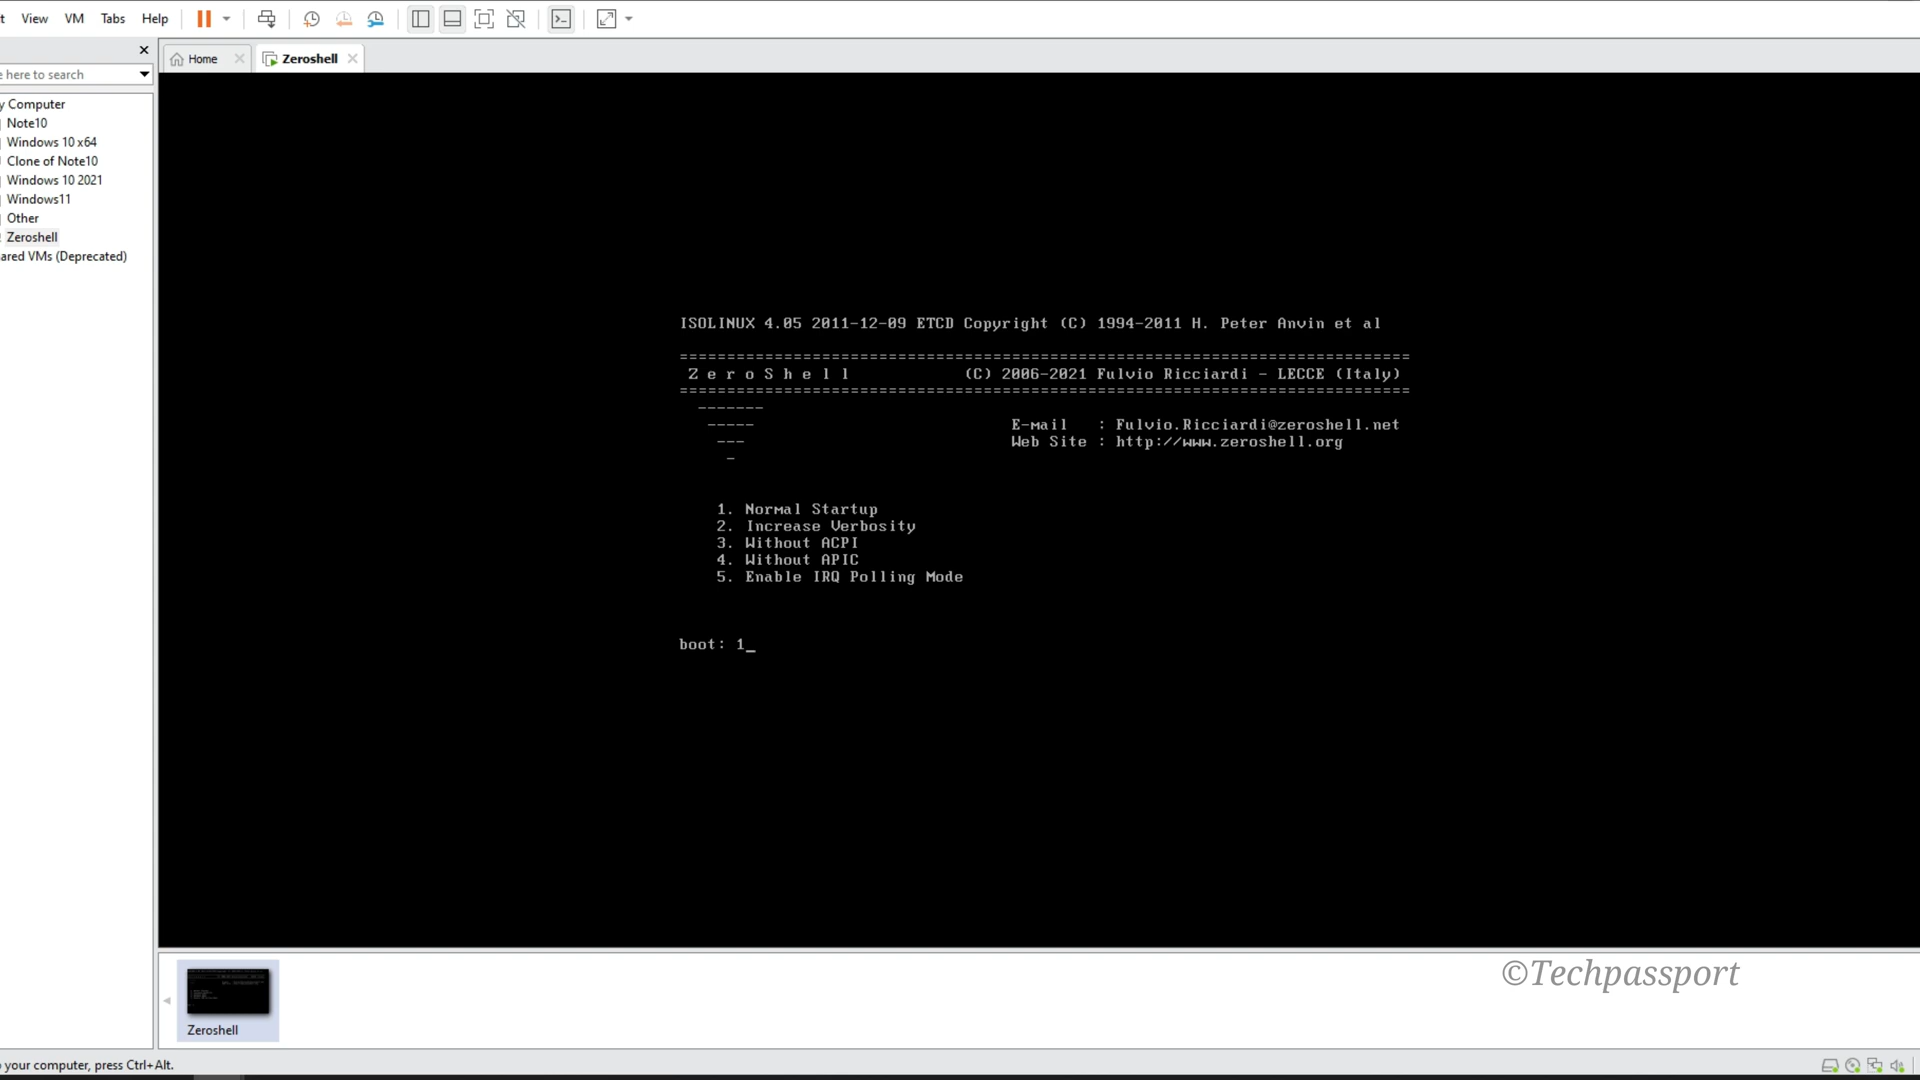 t View VM Tabs Help
e here to search
Home
Zeroshell
y Computer
Note10
Windows 10 x64
Clone of Note10
Windows 10 2021
Windows11
Other
Zeroshell
ared VMs (Deprecated)
ISOLINUX 4.05 2011-12-09 ETCD Copyright (C) 1994-2011 H. Peter Anvin et al
===========================================================================
Z e r o S h e l l (C) 2006-2021 Fulvio Ricciardi - LECCE (Italy)
===========================================================================
-------
-----
E-mail : Fulvio.Ricciardi@zeroshell.net
---
Web Site : http://www.zeroshell.org
-
1. Normal Startup
2. Increase Verbosity
3. Without ACPI
4. Without APIC
5. Enable IRQ Polling Mode
boot: 1_
©Techpassport
Zeroshell
your computer, press Ctrl+Alt.